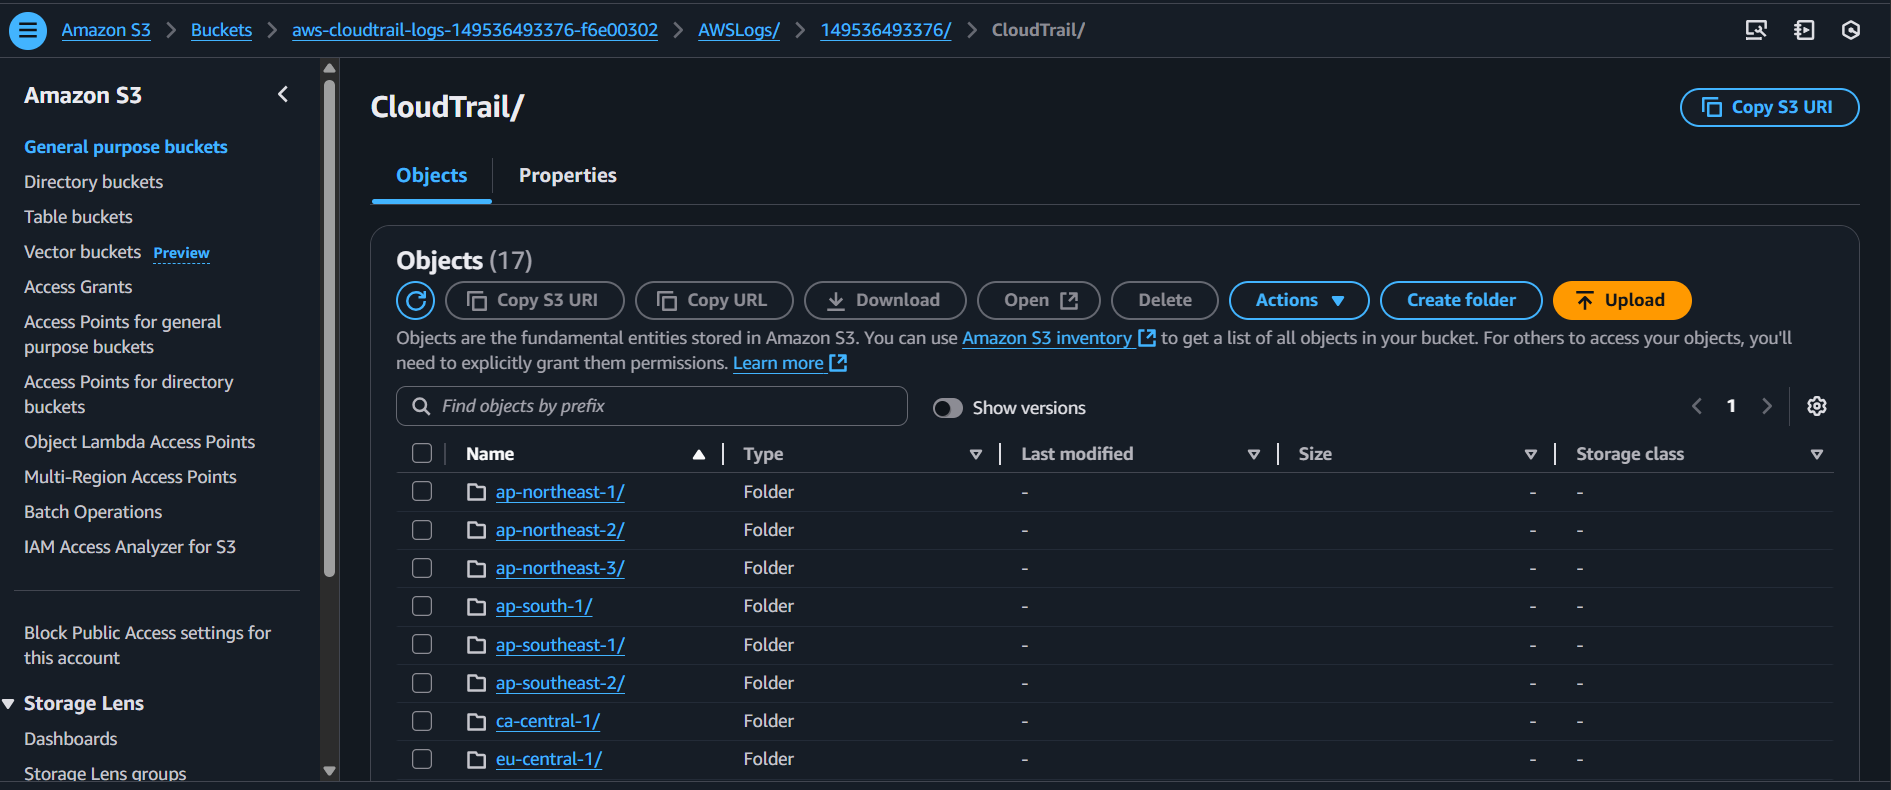 Amazon S3 > Buckets > aws-cloudtrail-logs-149536493376-f6e00302 > AWSLogs/ > 149536493376/ > CloudTrail/
Amazon S3
General purpose buckets
Directory buckets
Table buckets
Vector buckets Preview
Access Grants
Access Points for general
purpose buckets
Access Points for directory
buckets
Object Lambda Access Points
Multi-Region Access Points
Batch Operations
IAM Access Analyzer for S3
Block Public Access settings for
this account
Storage Lens
Dashboards
Storage Lens groups
CloudTrail/
Copy S3 URI
Objects Properties
Objects (17)
Copy S3 URI Copy URL Download Open Delete Actions Create folder Upload
Objects are the fundamental entities stored in Amazon S3. You can use Amazon S3 inventory to get a list of all objects in your bucket. For others to access your objects, you'll
need to explicitly grant them permissions. Learn more
Find objects by prefix Show versions 1
Name Type Last modified Size Storage class
ap-northeast-1/ Folder - - -
ap-northeast-2/ Folder - - -
ap-northeast-3/ Folder - - -
ap-south-1/ Folder - - -
ap-southeast-1/ Folder - - -
ap-southeast-2/ Folder - - -
ca-central-1/ Folder - - -
eu-central-1/ Folder - - -